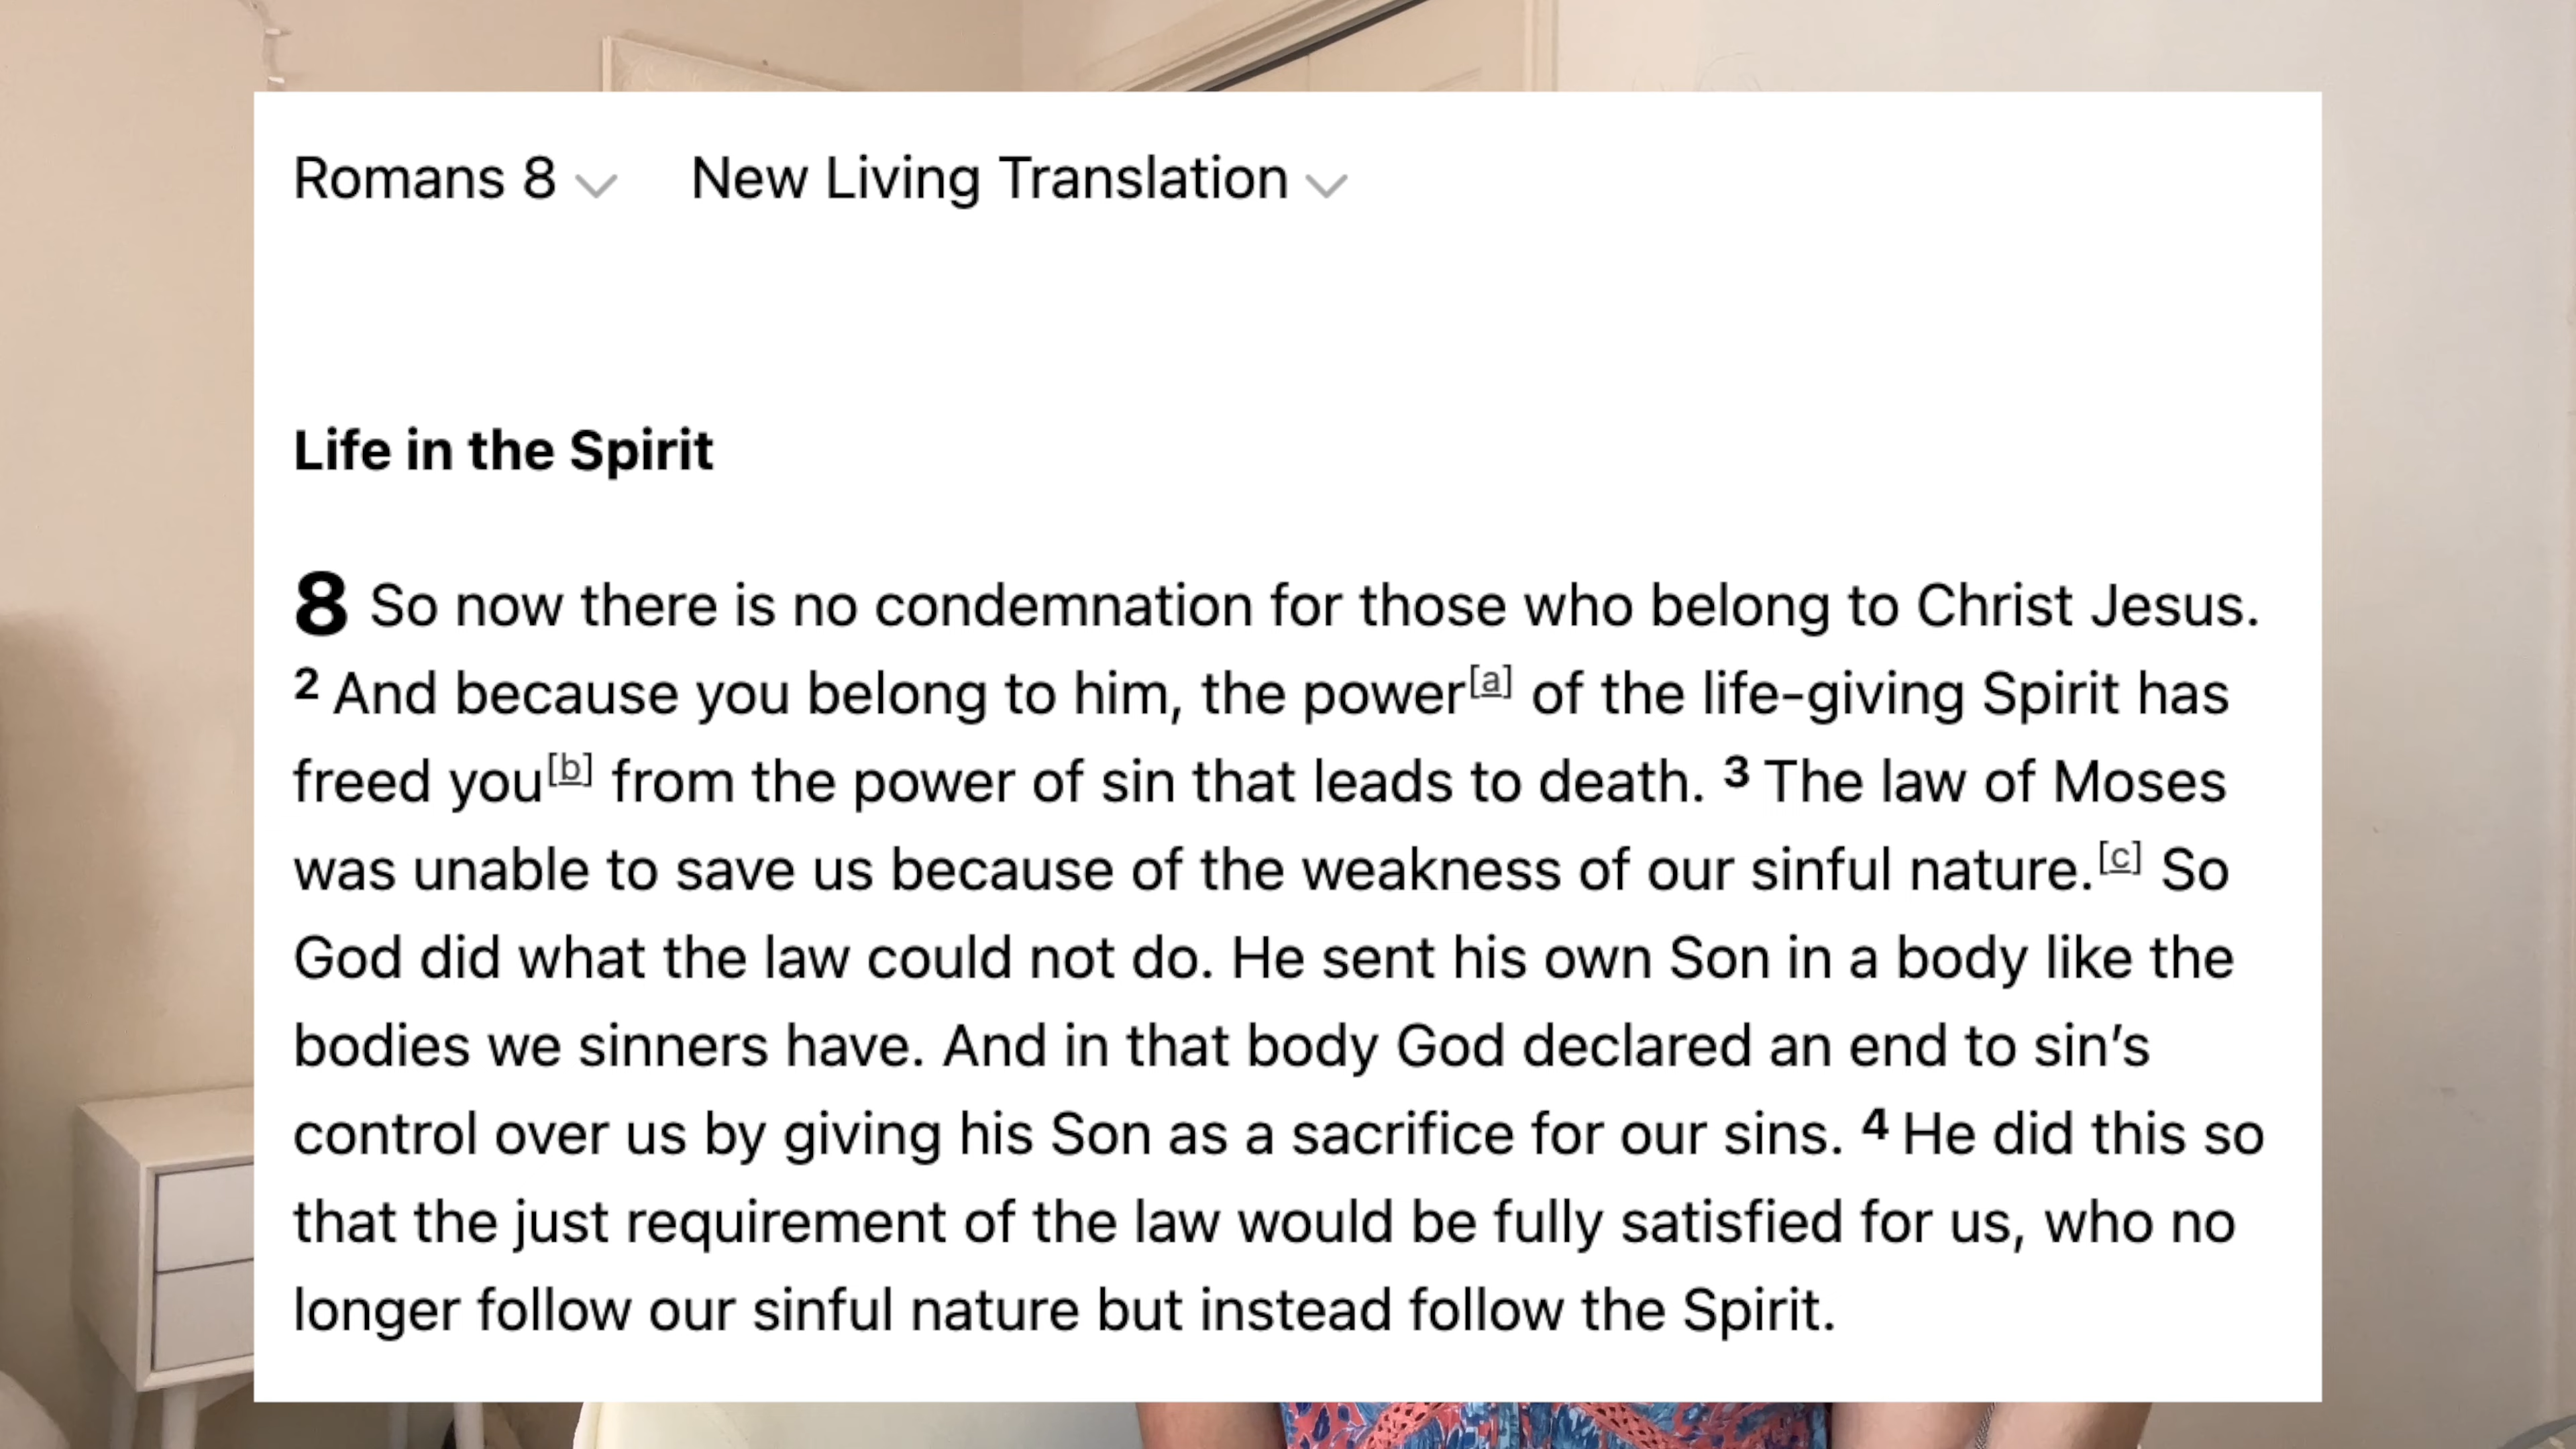 Romans 8 New Living Translation
Life in the Spirit
8 So now there is no condemnation for those who belong to Christ Jesus.
2 And because you belong to him, the power[a] of the life-giving Spirit has
freed you[b] from the power of sin that leads to death. 3 The law of Moses
was unable to save us because of the weakness of our sinful nature.[c] So
God did what the law could not do. He sent his own Son in a body like the
bodies we sinners have. And in that body God declared an end to sin’s
control over us by giving his Son as a sacrifice for our sins. 4 He did this so
that the just requirement of the law would be fully satisfied for us, who no
longer follow our sinful nature but instead follow the Spirit.